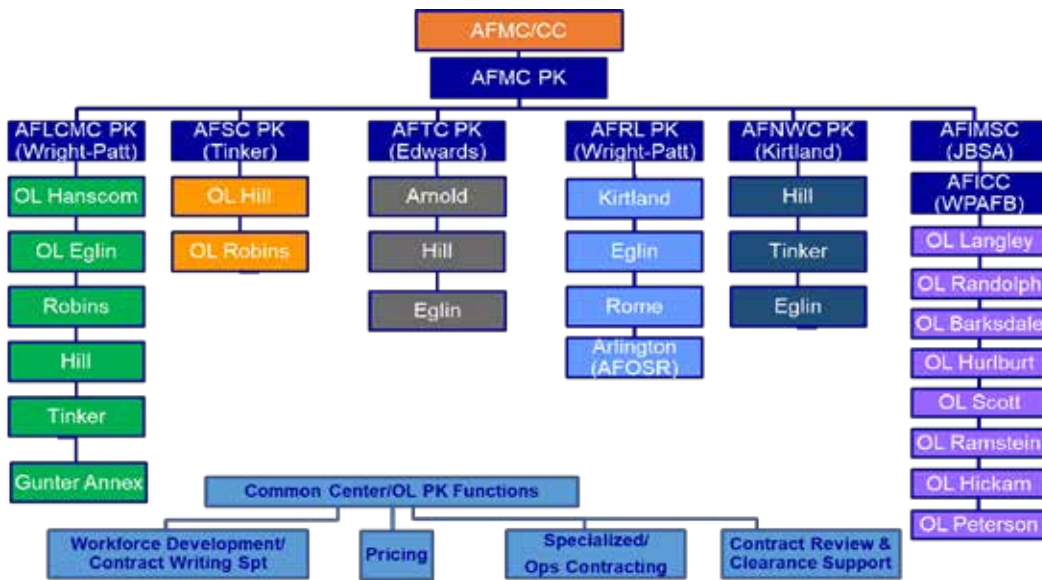 AFMC/CC
AFMC PK
AFLCMC PK
(Wright-Patt)
OL Hanscom
OL Eglin
Robins
Hill
Tinker
Gunter Annex
AFSC PK
(Tinker)
OL Hill
OL Robins
AFTC PK
(Edwards)
Arnold
Hill
Eglin
AFRL PK
(Wright-Patt)
Kirtland
Eglin
Rome
Arlington
(AFOSR)
AFNWC PK
(Kirtland)
Hill
Tinker
Eglin
AFIMSC
(JBSA)
AFICC
(WPAFB)
OL Langley
OL Randolph
OL Barksdale
OL Hurlburt
OL Scott
OL Ramstein
OL Hickam
OL Peterson
Common Center/OL PK Functions
Workforce Development/
Contract Writing Spt
Pricing
Specialized/
Ops Contracting
Contract Review &
Clearance Support